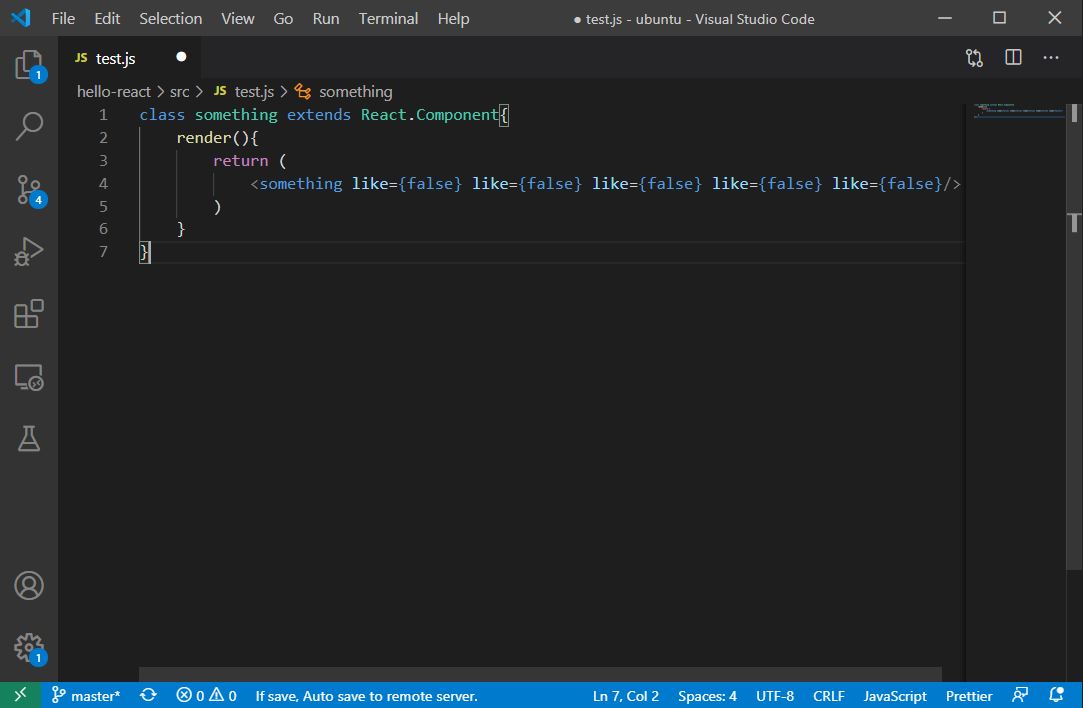 File Edit Selection View Go Run Terminal Help ● test.js - ubuntu - Visual Studio Code
JS test.js ●
hello-react > src > JS test.js > something
1 class something extends React.Component{
2 render(){
3 return (
4 <something like={false} like={false} like={false} like={false} like={false}/>
5 )
6 }
7 }
1
4
1
master* 0 0 If save, Auto save to remote server. Ln 7, Col 2 Spaces: 4 UTF-8 CRLF JavaScript Prettier